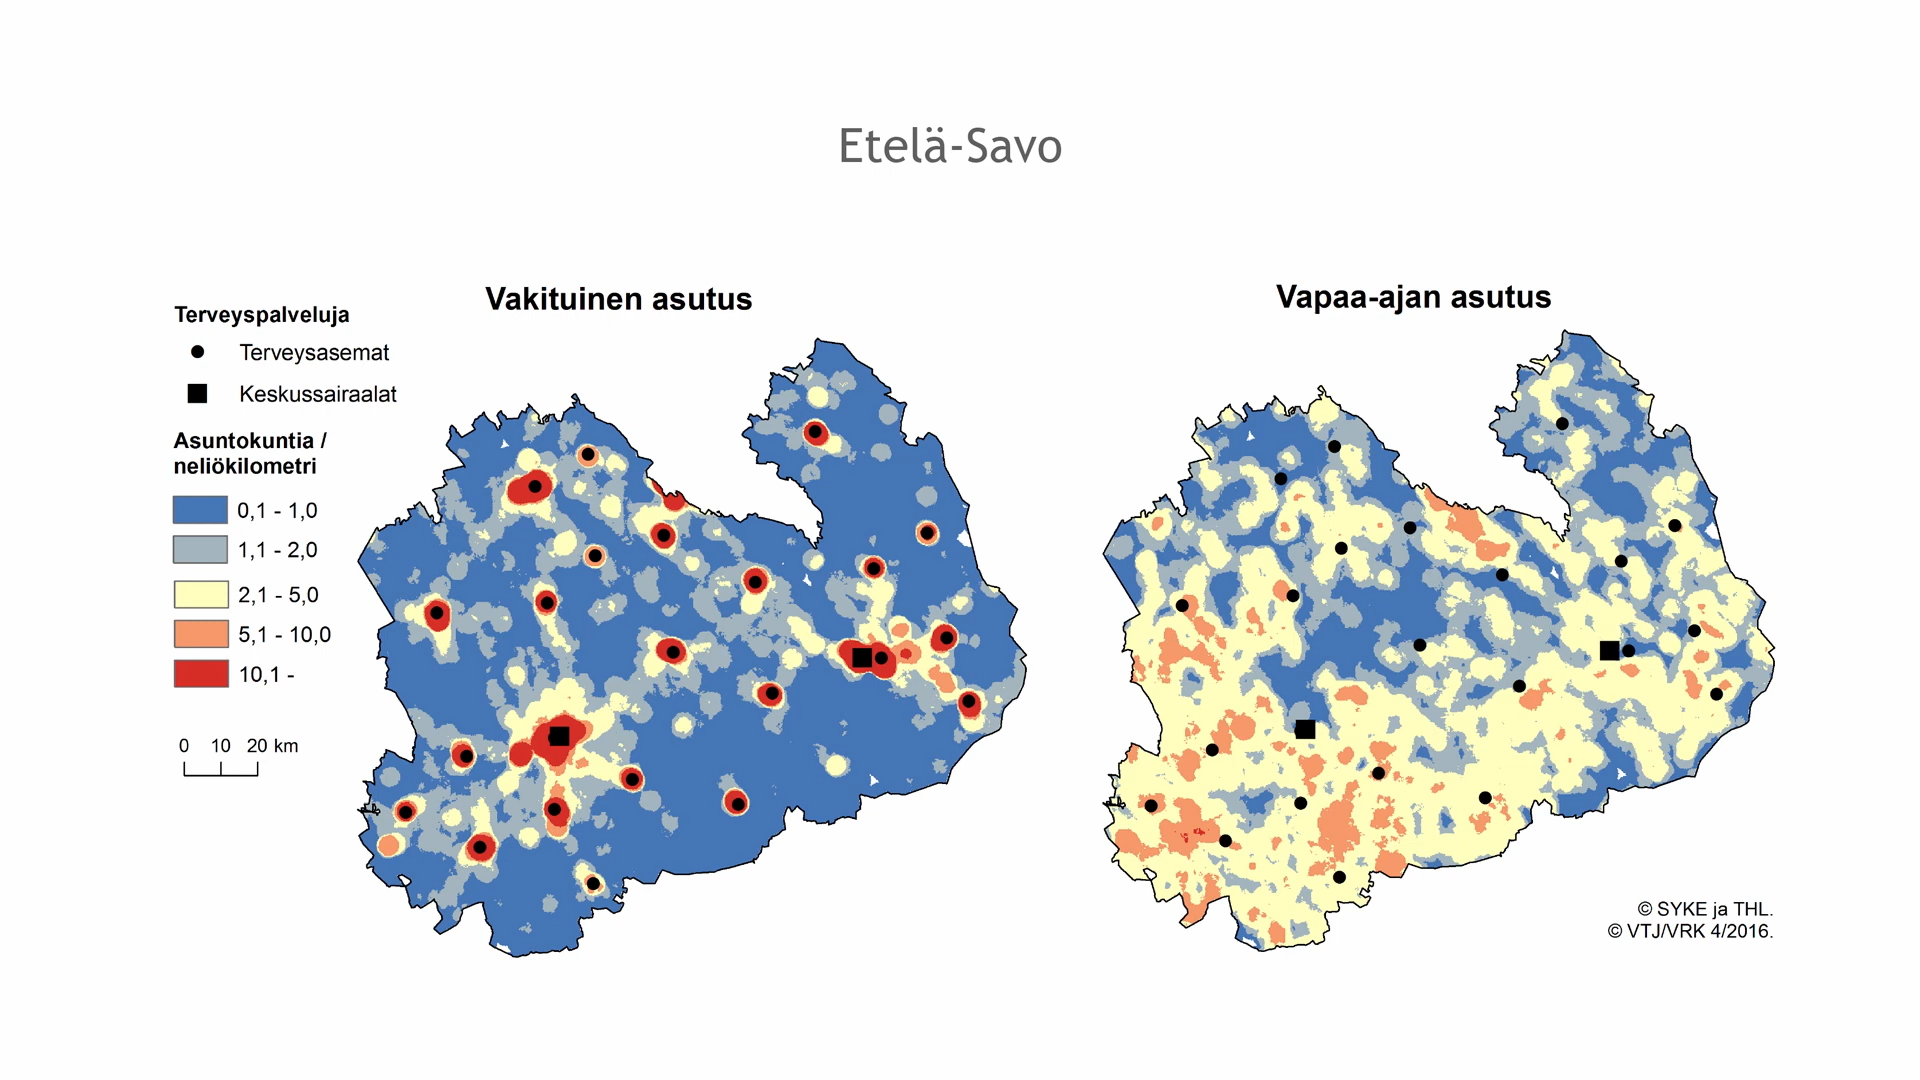 Etelä-Savo
Vakituinen asutus
Vapaa-ajan asutus
Terveyspalveluja
Terveysasemat
Keskussairaalat
Asuntokuntia /
neliökilometri
0,1 - 1,0
1,1 - 2,0
2,1 - 5,0
5,1 - 10,0
10,1 -
0 10 20 km
© SYKE ja THL.
© VTJ/VRK 4/2016.